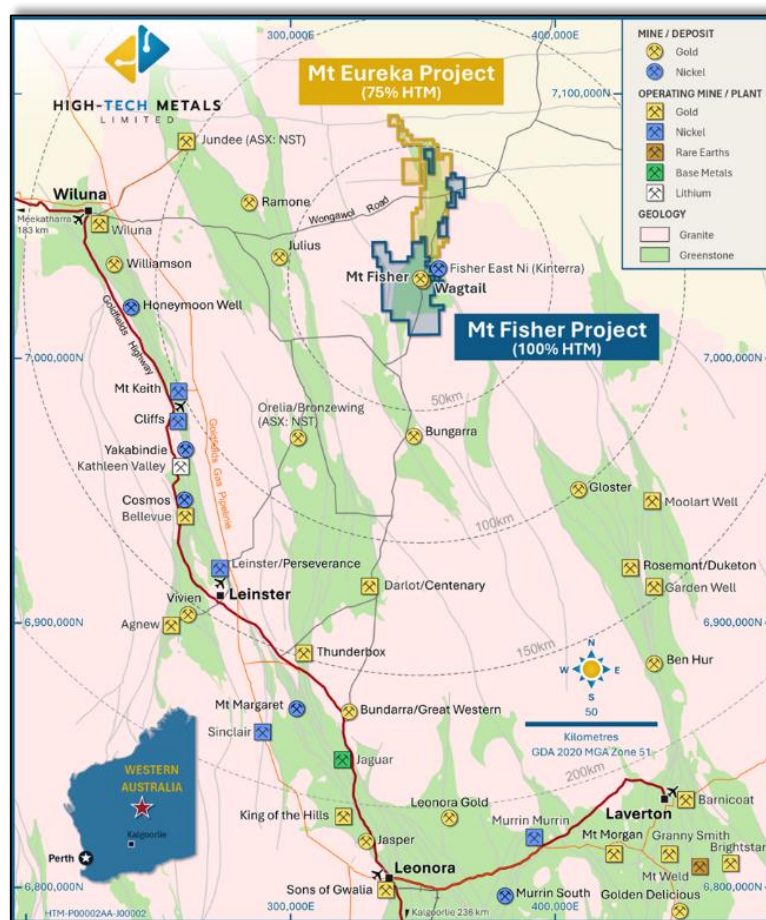 300,000E
400,000E
HIGH-TECH METALS
LIMITED
Mt Eureka Project
(75% HTM)
7,100,000N
MINE / DEPOSIT
Gold
Nickel
OPERATING MINE / PLANT
Gold
Nickel
Rare Earths
Base Metals
Lithium
GEOLOGY
Granite
Greenstone
Jundee (ASX: NST)
Wiluna
Meekatharra
183 km
Wiluna
Ramone
Wongawol Road
Williamson
Julius
Mt Fisher
Fisher East Ni (Kinterra)
Wagtail
Honeymoon Well
Goldfields Highway
Mt Fisher Project
(100% HTM)
7,000,000N
7,000,000N
Mt Keith
Cliffs
50km
Orelia/Bronzewing
(ASX: NST)
Bungarra
Yakabindie
Kathleen Valley
Goldfields Gas Pipeline
Gloster
Moolart Well
Cosmos
Bellevue
100km
Leinster/Perseverance
Rosemont/Duketon
Leinster
Darlot/Centenary
Garden Well
Vivien
6,900,000N
Agnew
6,900,000N
Thunderbox
150km
N
W
E
S
Ben Hur
Mt Margaret
Bundarra/Great Western
50
Kilometres
GDA 2020 MGA Zone 51
Sinclair
WESTERN
AUSTRALIA
Jaguar
200km
Kalgoorlie
Perth
King of the Hills
Leonora Gold
Laverton
Barnicoat
Murrin Murrin
Jasper
Mt Morgan
Granny Smith
Brightstar
Leonora
Mt Weld
Sons of Gwalia
Murrin South
Golden Delicious
6,800,000N
6,800,000N
HTM-P00002AA-J00002
300,000E
Kalgoorlie 236 km
400,000E